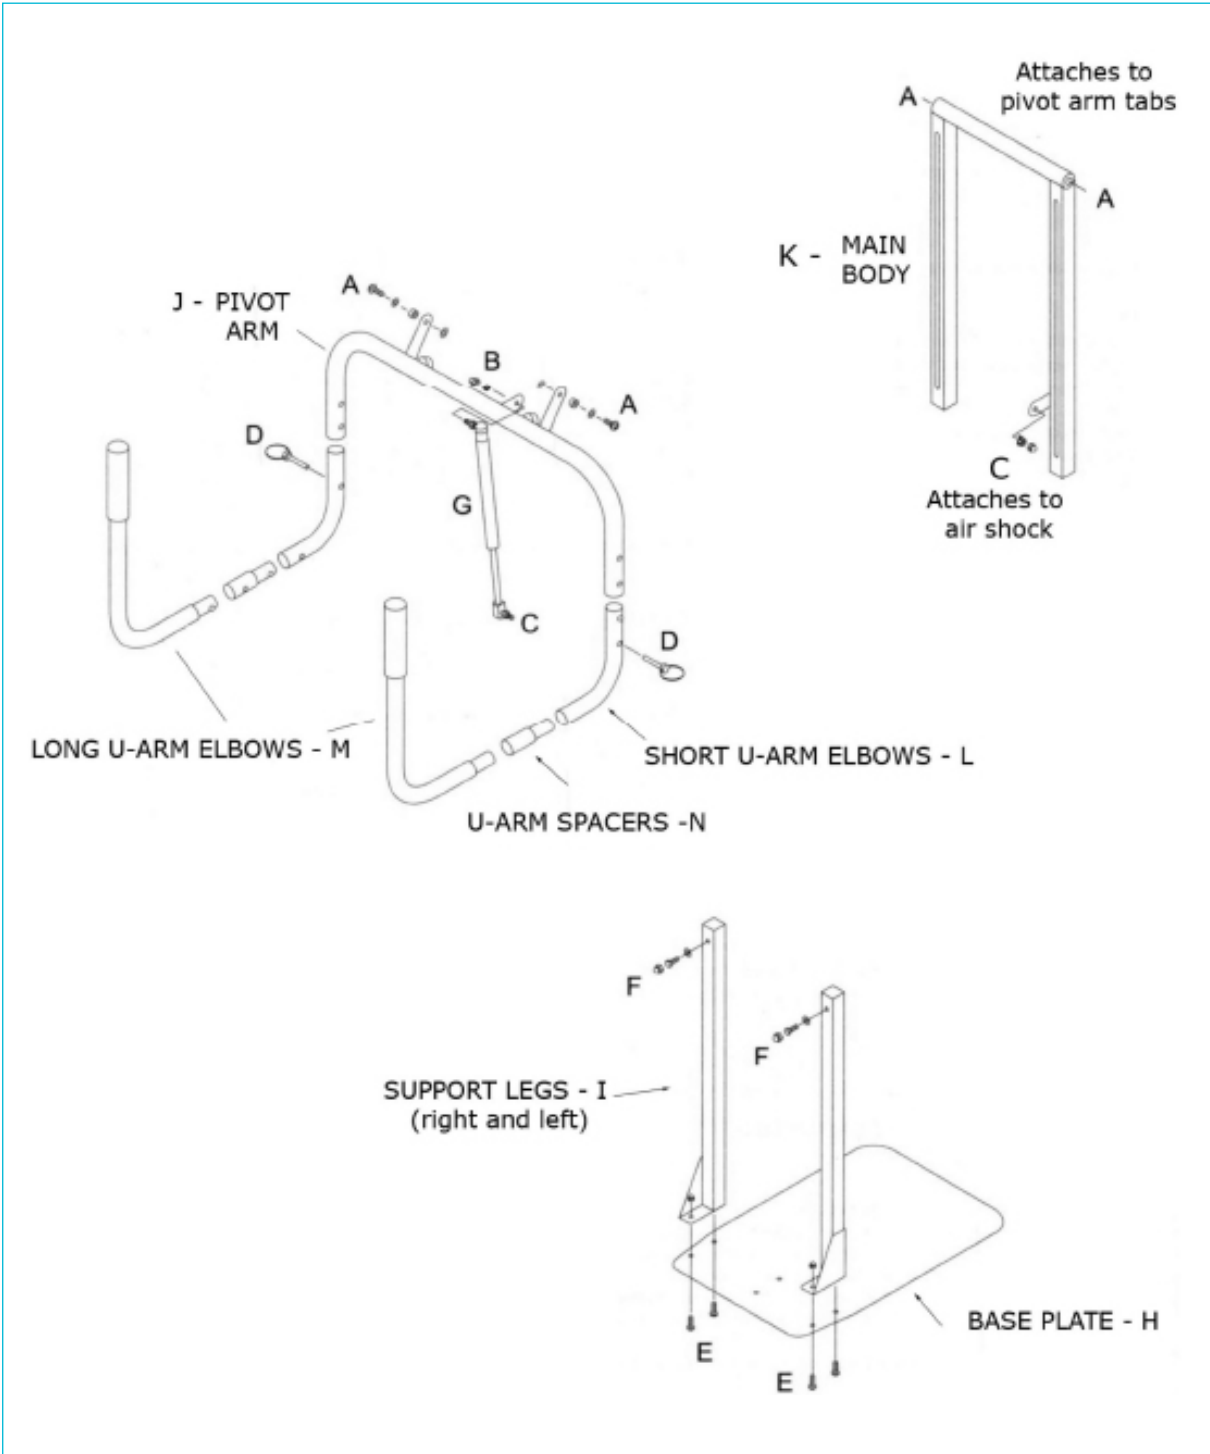 Attaches to
pivot arm tabs
A
A
K - MAIN
BODY
A
J - PIVOT
ARM
B
A
D
G
C
Attaches to
air shock
C
D
LONG U-ARM ELBOWS - M
SHORT U-ARM ELBOWS - L
U-ARM SPACERS -N
F
F
SUPPORT LEGS - I
(right and left)
BASE PLATE - H
E
E